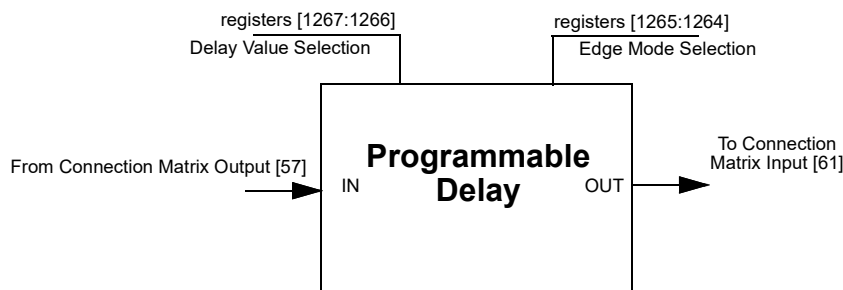 registers [1267:1266]
Delay Value Selection
registers [1265:1264]
Edge Mode Selection
From Connection Matrix Output [57]
IN
Programmable
Delay
OUT
To Connection
Matrix Input [61]